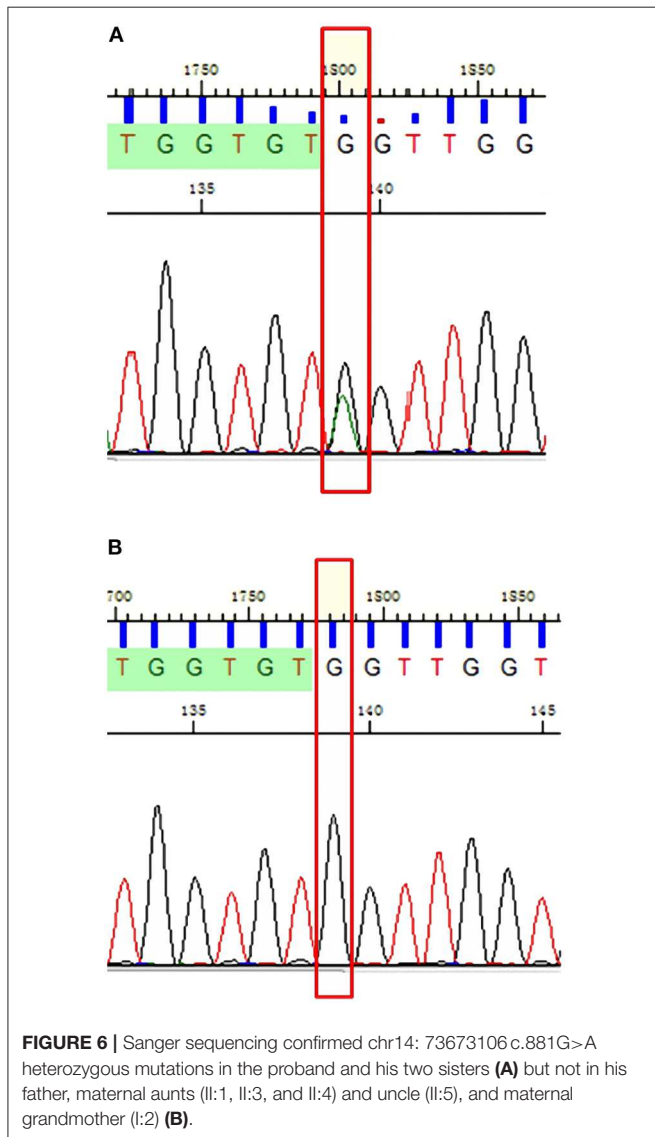 A
1750 1800 1850
T G G T G T G G T T G G
135 140
B
700 1750 1800 1850
T G G T G T G G T T G G T
135 140 145
FIGURE 6 | Sanger sequencing confirmed chr14: 73673106 c.881G>A
heterozygous mutations in the proband and his two sisters (A) but not in his
father, maternal aunts (II:1, II:3, and II:4) and uncle (II:5), and maternal
grandmother (I:2) (B).